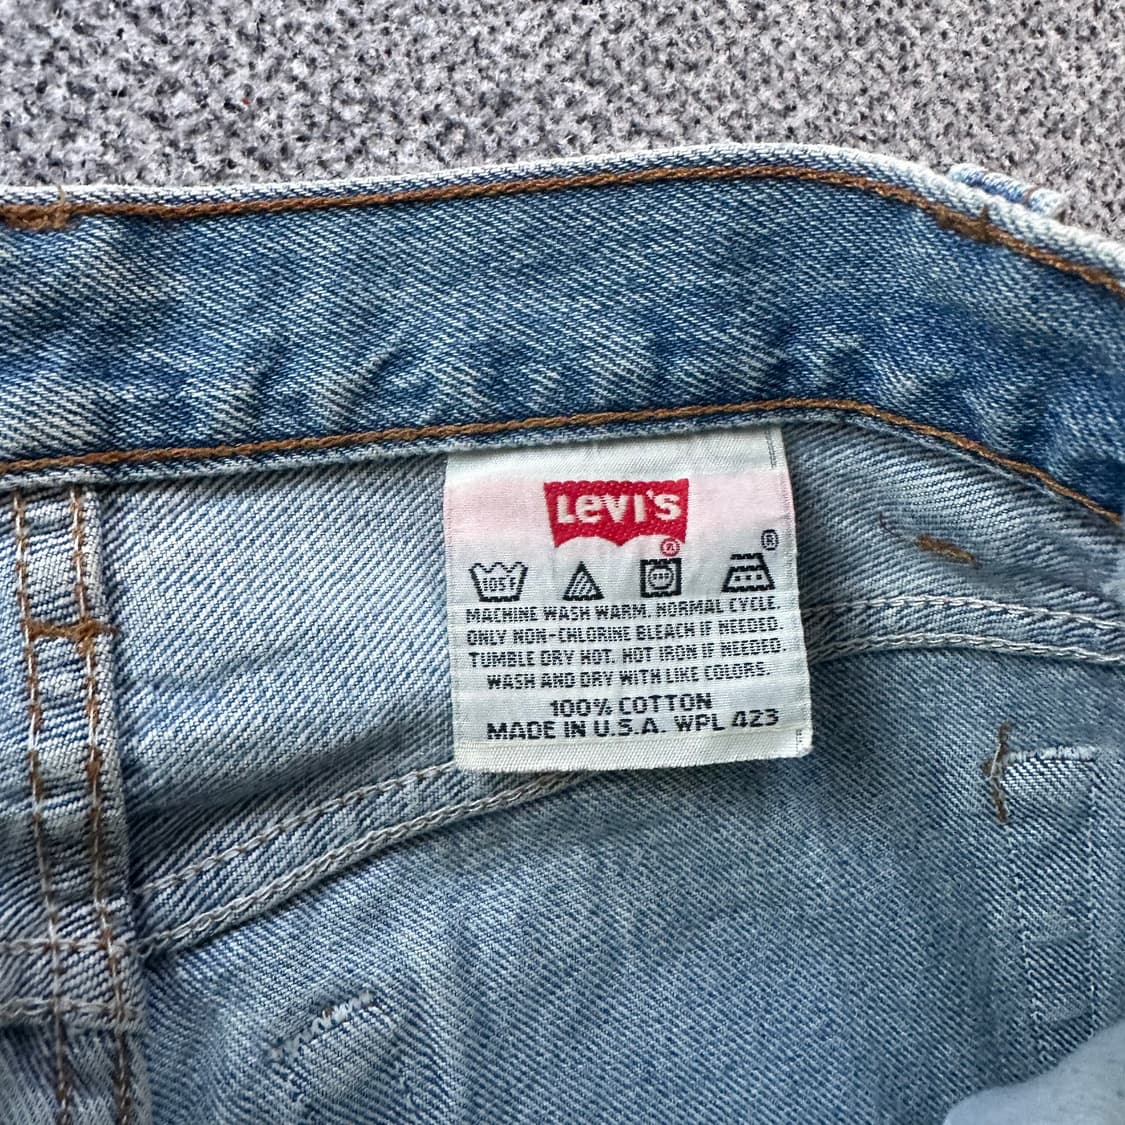 Levi's
®
105F
MACHINE WASH WARM. NORMAL CYCLE.
ONLY NON-CHLORINE BLEACH IF NEEDED.
TUMBLE DRY HOT. HOT IRON IF NEEDED.
WASH AND DRY WITH LIKE COLORS.
100% COTTON
MADE IN U.S.A. WPL 423